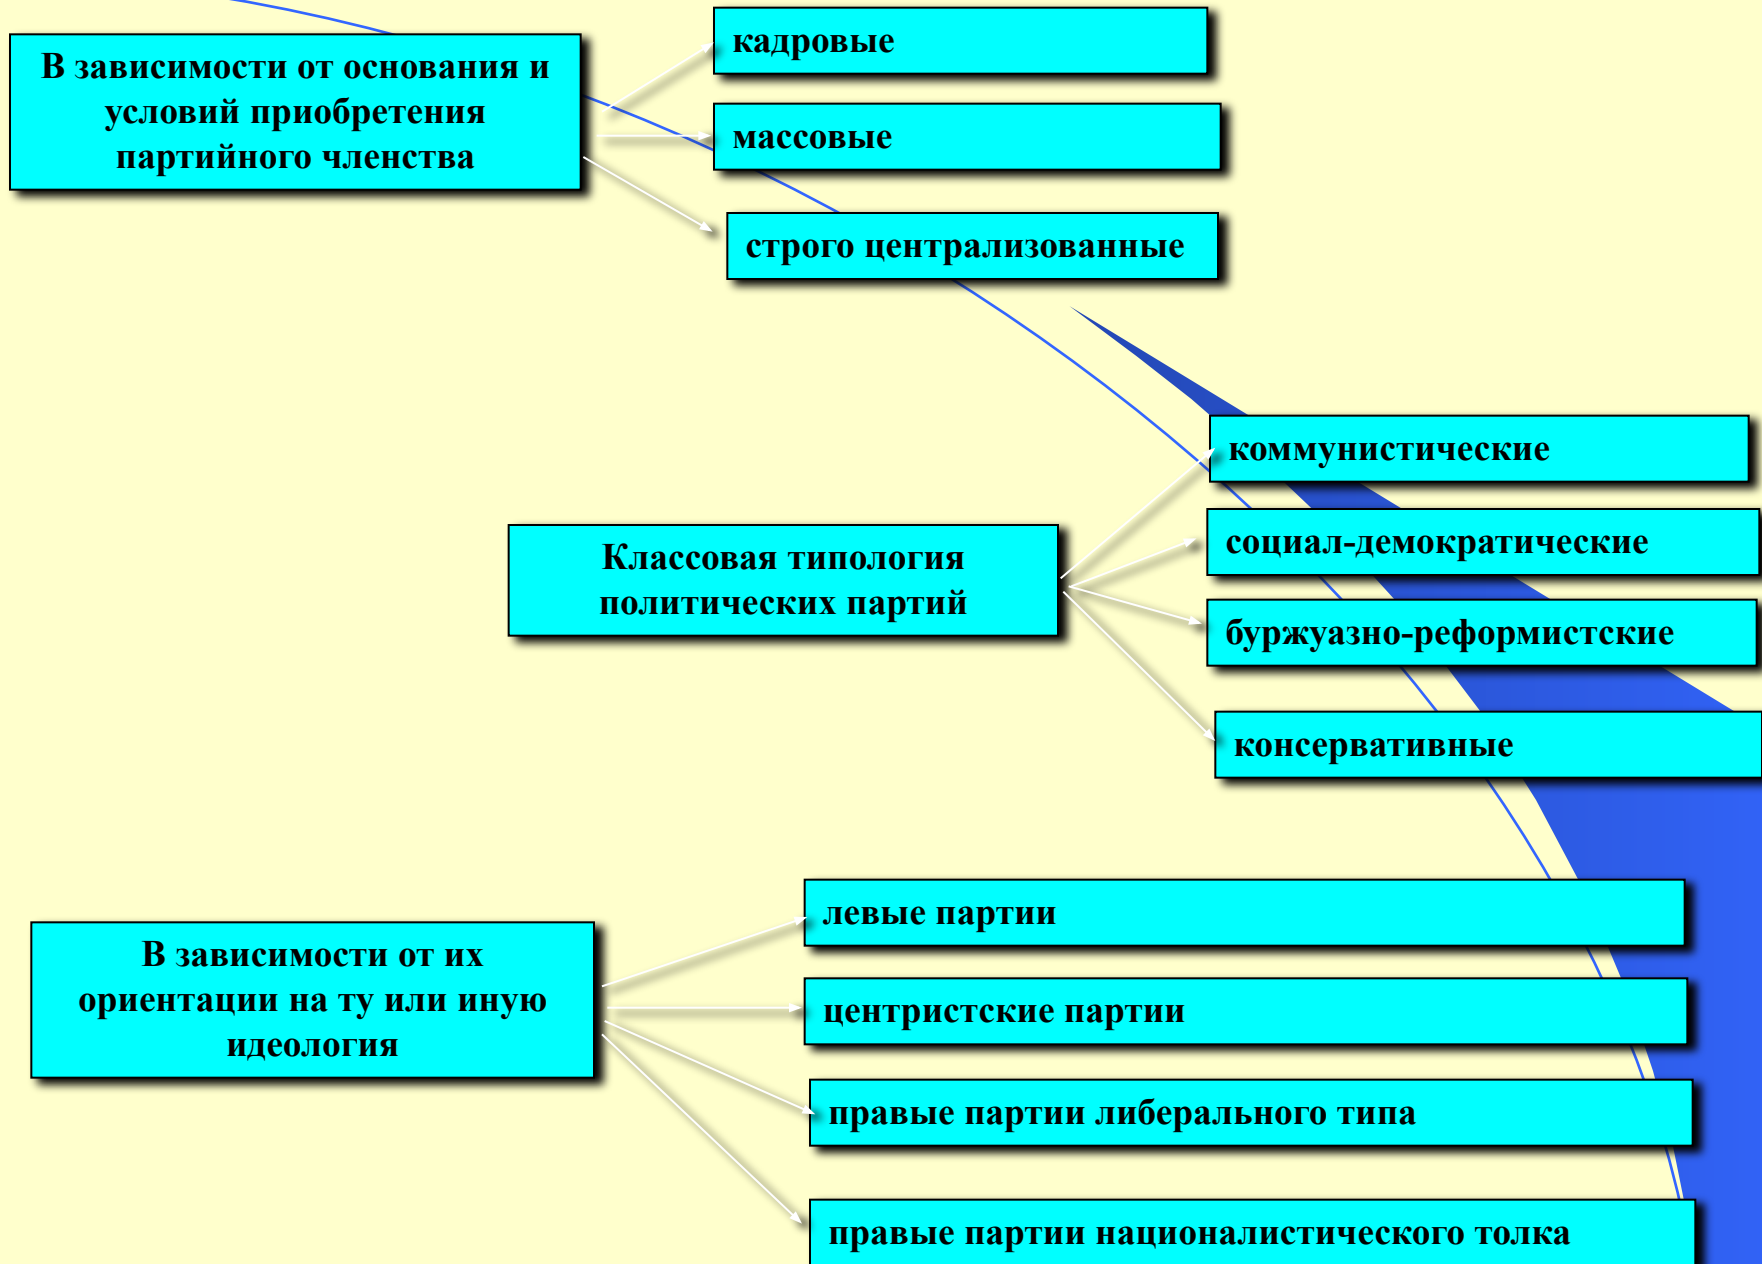 В зависимости от основания и
условий приобретения
партийного членства
кадровые
массовые
строго централизованные
Классовая типология
политических партий
коммунистические
социал-демократические
буржуазно-реформистские
консервативные
В зависимости от их
ориентации на ту или иную
идеология
левые партии
центристские партии
правые партии либерального типа
правые партии националистического толка